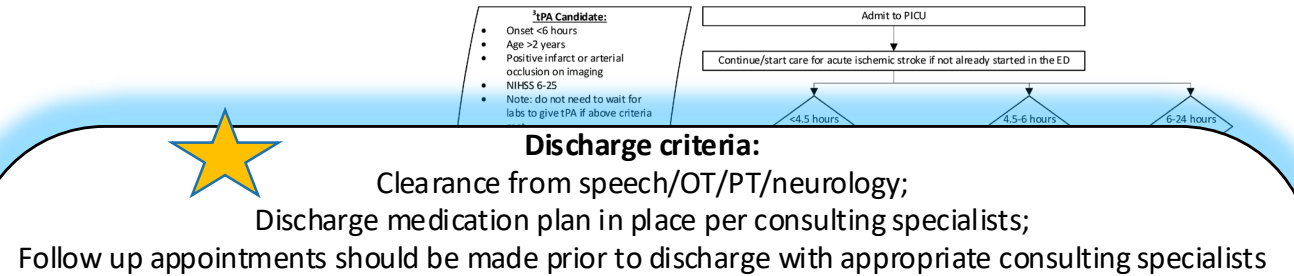 ³tPA Candidate:
• Onset <6 hours
• Age >2 years
• Positive infarct or arterial
occlusion on imaging
• NIHSS 6-25
• Note: do not need to wait for
labs to give tPA if above criteria
Admit to PICU
Continue/start care for acute ischemic stroke if not already started in the ED
<4.5 hours
4.5-6 hours
6-24 hours
Discharge criteria:
Clearance from speech/OT/PT/neurology;
Discharge medication plan in place per consulting specialists;
Follow up appointments should be made prior to discharge with appropriate consulting specialists